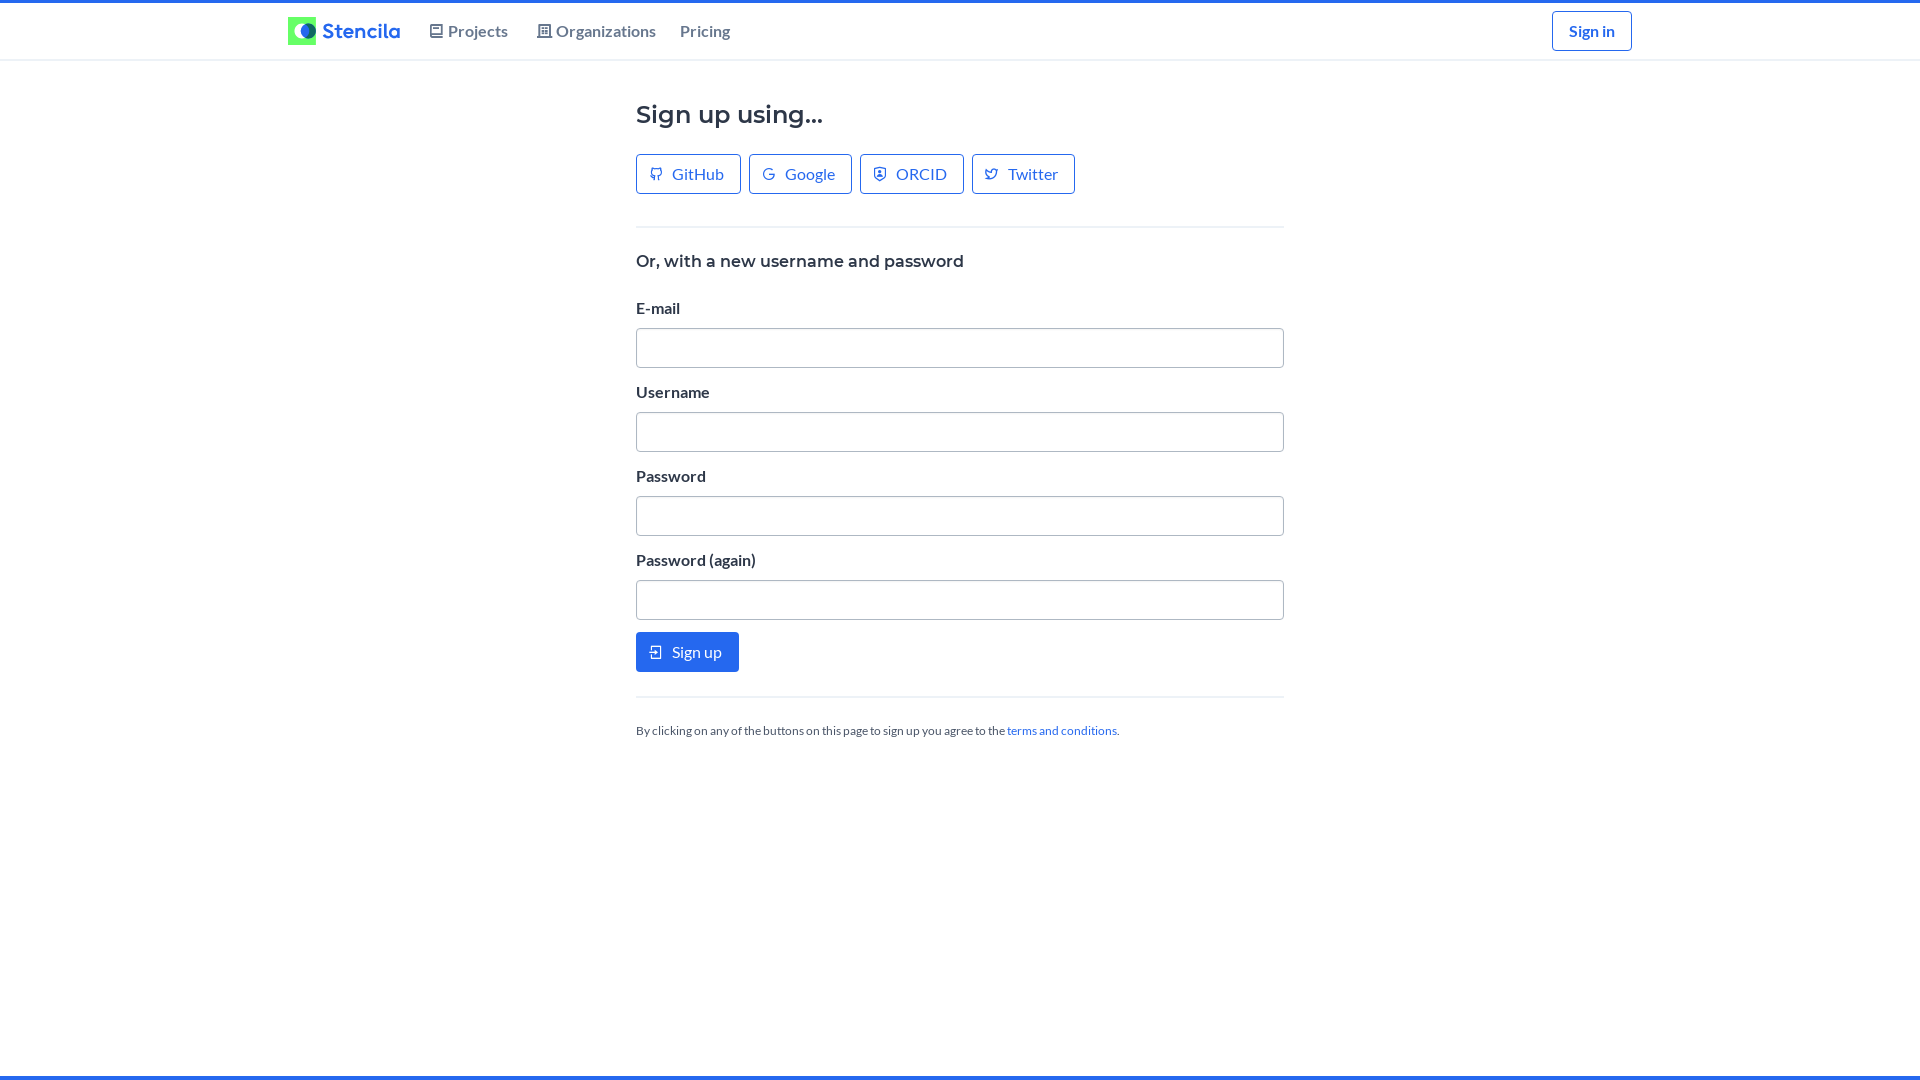 Stencila Projects Organizations Pricing Sign in
Sign up using...
GitHub Google ORCID Twitter
Or, with a new username and password
E-mail
Username
Password
Password (again)
Sign up
By clicking on any of the buttons on this page to sign up you agree to the terms and conditions.